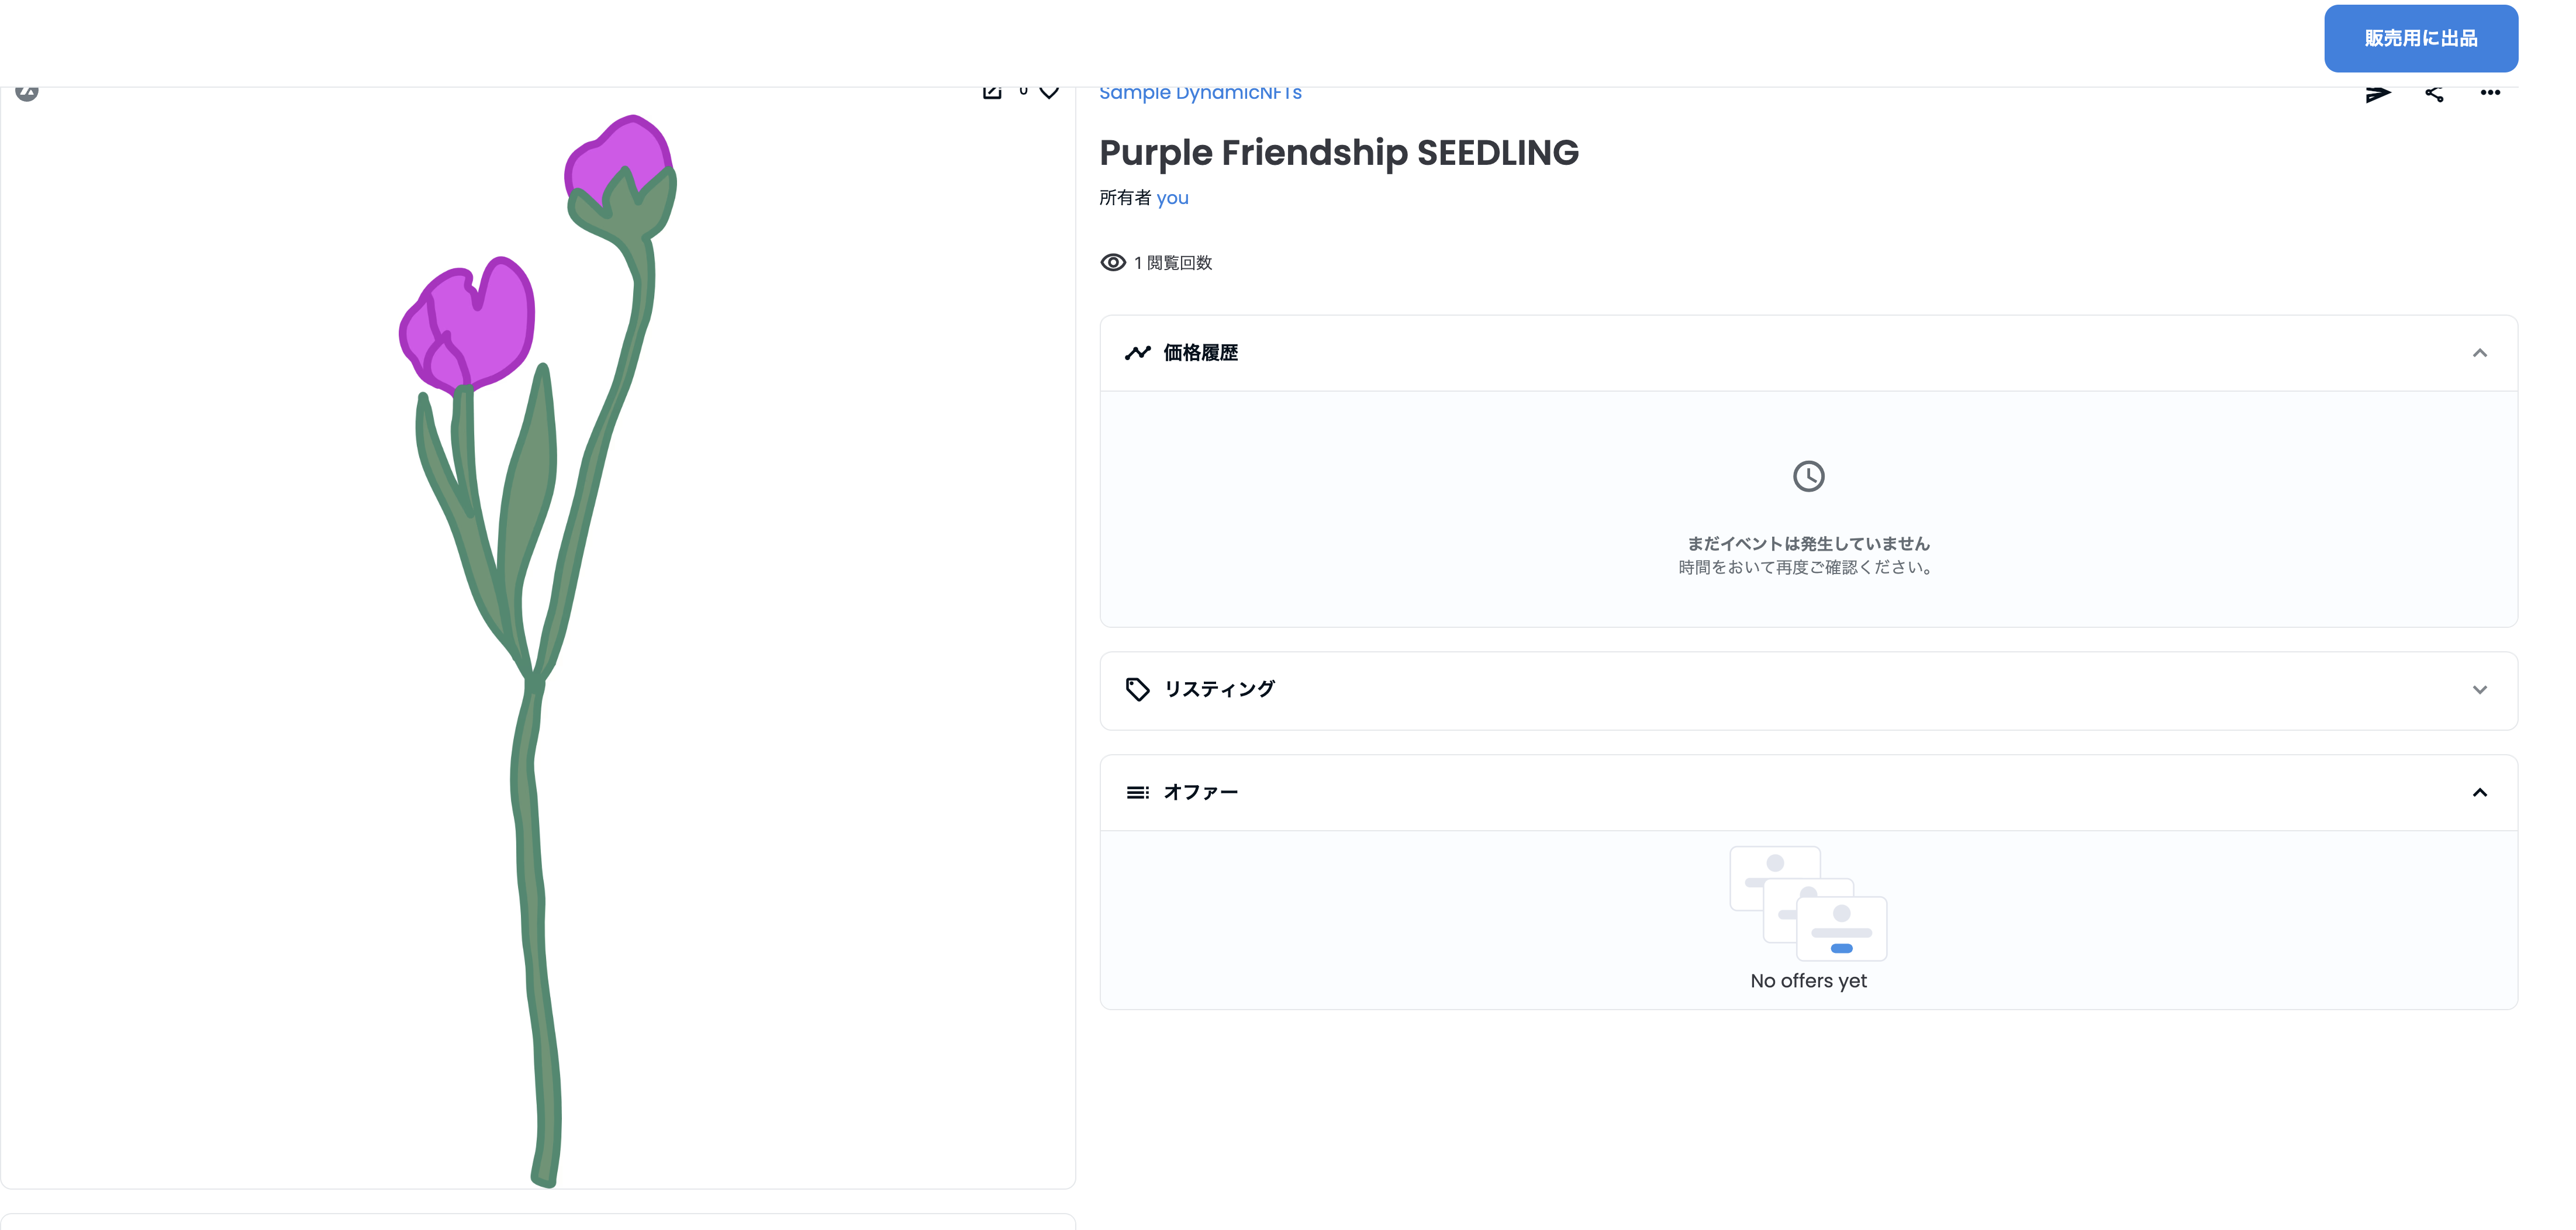 販売用に出品
0
Sample DynamicNFTs
Purple Friendship SEEDLING
所有者 you
1 閲覧回数
価格履歴
まだイベントは発生していません
時間をおいて再度ご確認ください。
リスティング
オファー
No offers yet